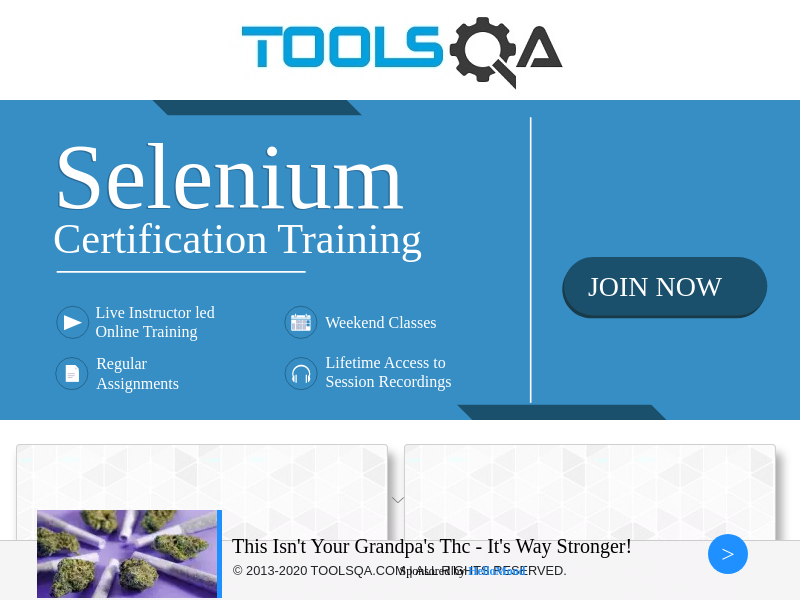 TOOLSQA
Selenium
Certification Training
JOIN NOW
Live Instructor led
Online Training
Weekend Classes
Regular
Assignments
Lifetime Access to
Session Recordings
This Isn't Your Grandpa's Thc - It's Way Stronger!
>
© 2013-2020 TOOLSQA.COM | ALL RIGHTS RESERVED.
Sponsored by